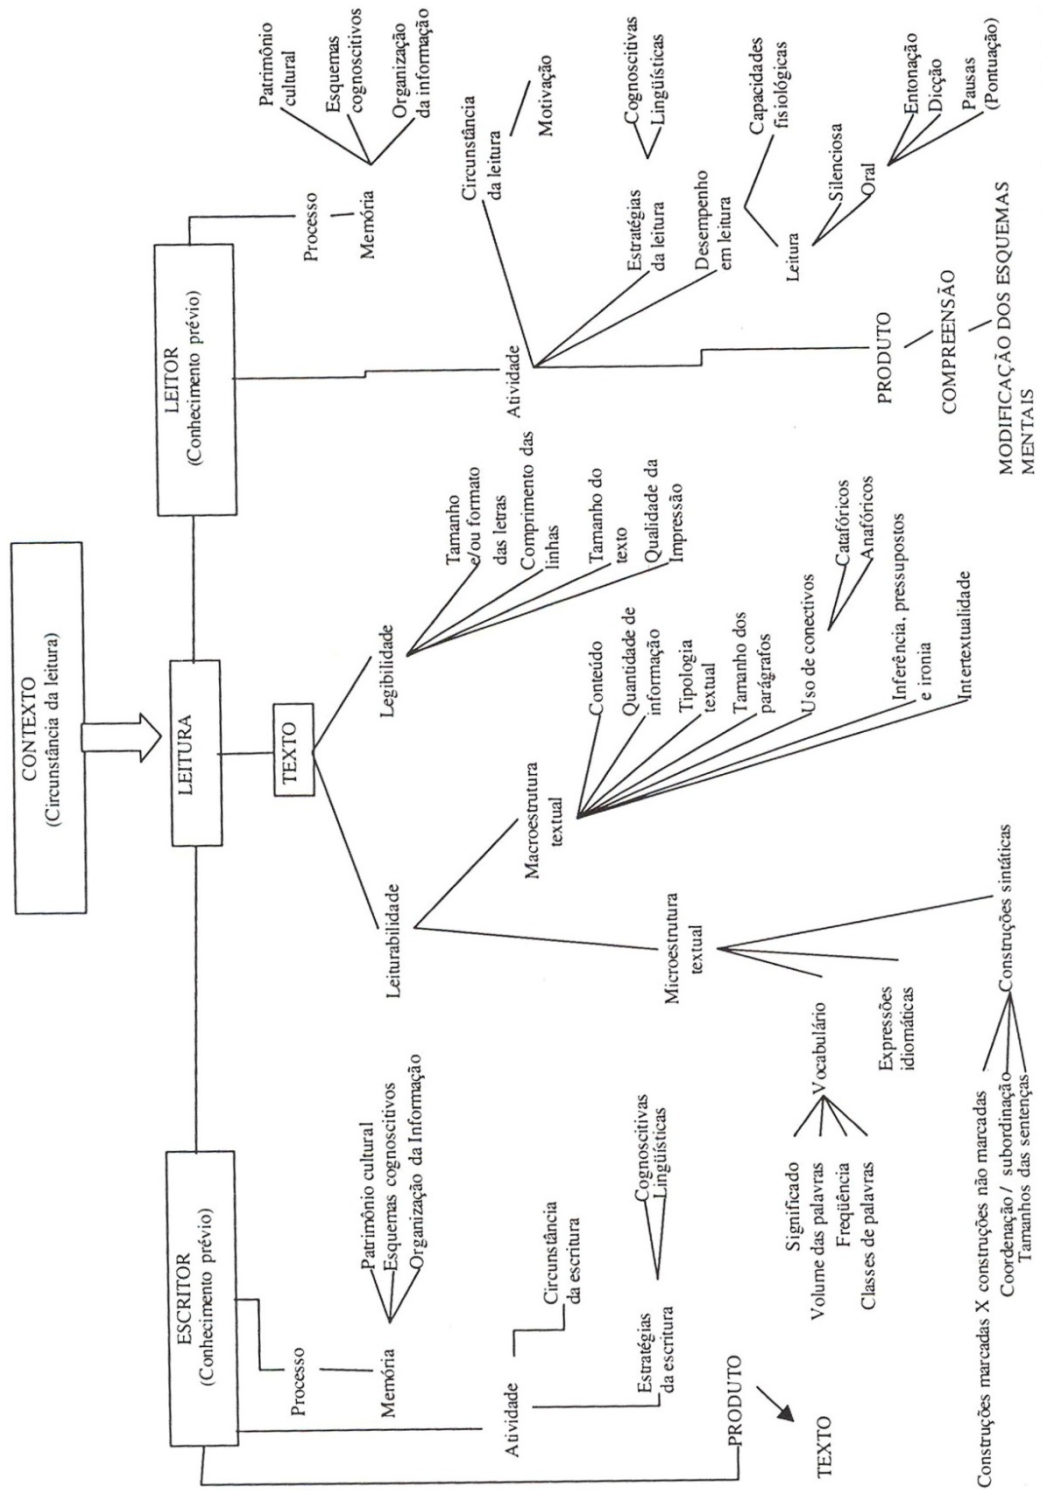 CONTEXTO
(Circunstância da leitura)
ESCRITOR
(Conhecimento prévio)
LEITURA
LEITOR
(Conhecimento prévio)
TEXTO
Processo
Memória
Patrimônio cultural
Esquemas cognoscitivos
Organização da Informação
Atividade
Circunstância
da escritura
Estratégias
da escritura
Cognoscitivas
Lingüísticas
PRODUTO
TEXTO
Leiturabilidade
Legibilidade
Tamanho
e/ou formato
das letras
Comprimento das
linhas
Tamanho do
texto
Qualidade da
Impressão
Macroestrutura
textual
Conteúdo
Quantidade de
informação
Tipologia
textual
Tamanho dos
parágrafos
Uso de conectivos
Catafóricos
Anafóricos
Inferência, pressupostos
e ironia
Intertextualidade
Microestrutura
textual
Vocabulário
Significado
Volume das palavras
Freqüência
Classes de palavras
Expressões
idiomáticas
Construções sintáticas
Construções marcadas X construções não marcadas
Coordenação / subordinação
Tamanhos das sentenças
Processo
Memória
Patrimônio
cultural
Esquemas
cognoscitivos
Organização
da informação
Atividade
Circunstância
da leitura
Motivação
Estratégias
da leitura
Cognoscitivas
Lingüísticas
Desempenho
em leitura
Capacidades
fisiológicas
Leitura
Silenciosa
Oral
Entonação
Dicção
Pausas
(Pontuação)
PRODUTO
COMPREENSÃO
MODIFICAÇÃO DOS ESQUEMAS
MENTAIS